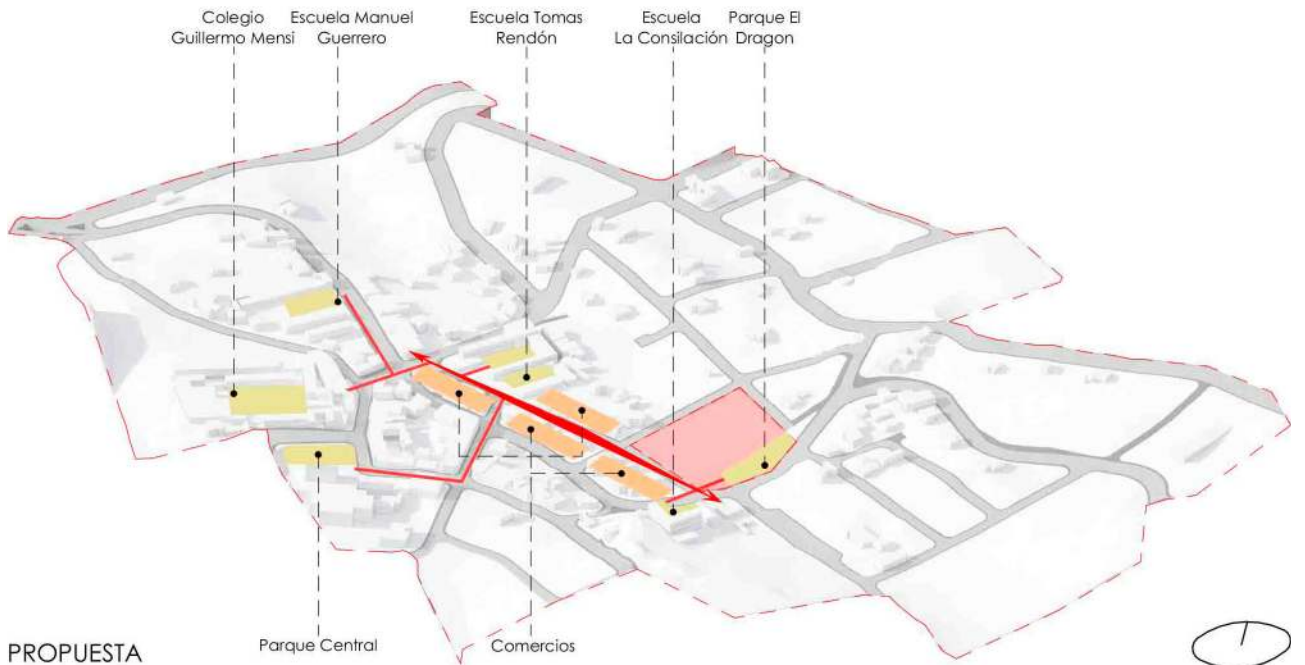 Colegio
Guillermo Mensi
Escuela Manuel
Guerrero
Escuela Tomas
Rendón
Escuela
La Consilación
Parque El
Dragon
Parque Central
Comercios
PROPUESTA